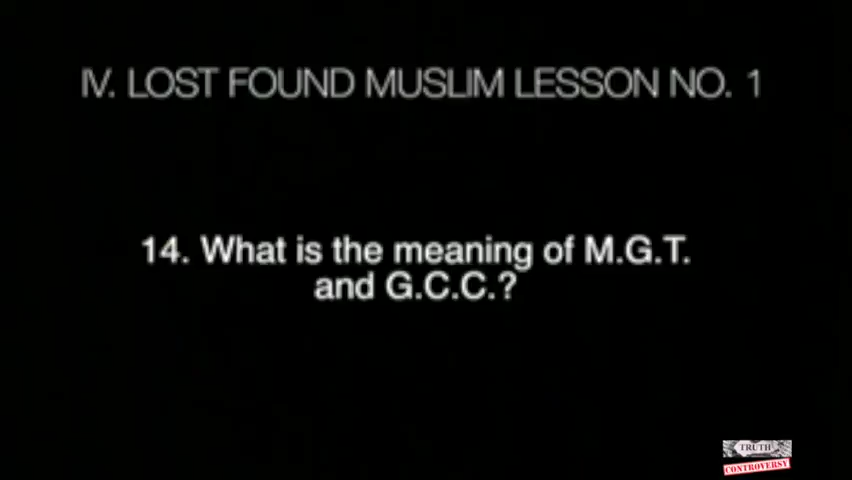 IV. LOST FOUND MUSLIM LESSON NO. 1
14. What is the meaning of M.G.T.
and G.C.C.?
TRUTH
CONTROVERSY